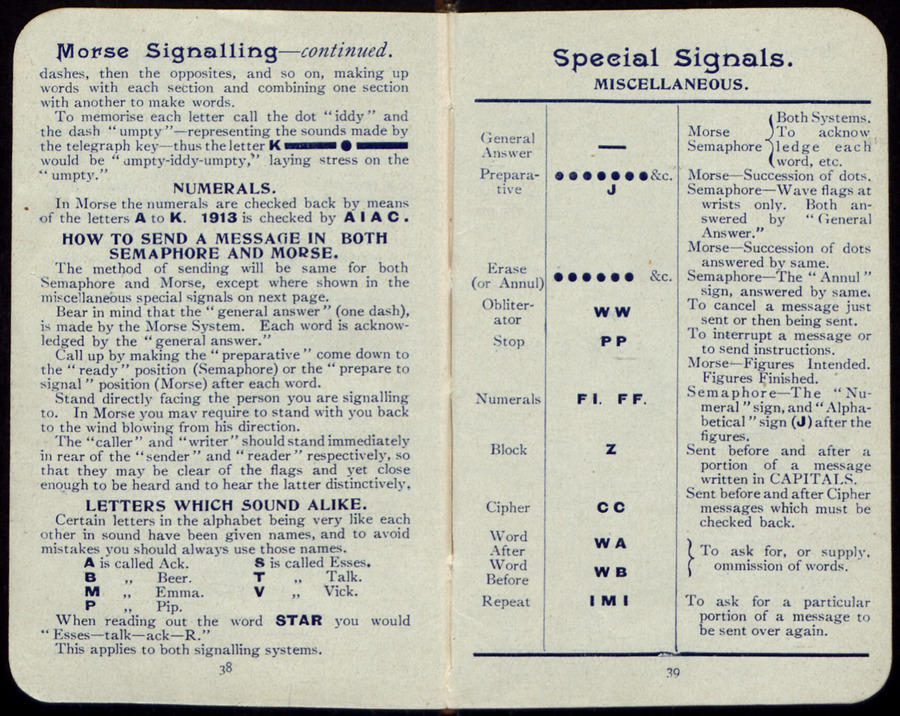 Morse Signalling—continued.
dashes, then the opposites, and so on, making up
words with each section and combining one section
with another to make words.
To memorise each letter call the dot "iddy" and
the dash "umpty"—representing the sounds made by
the telegraph key—thus the letter K ▬ ● ▬
would be "umpty-iddy-umpty," laying stress on the
"umpty."
NUMERALS.
In Morse the numerals are checked back by means
of the letters A to K. 1913 is checked by A I A C.
HOW TO SEND A MESSAGE IN BOTH
SEMAPHORE AND MORSE.
The method of sending will be same for both
Semaphore and Morse, except where shown in the
miscellaneous special signals on next page.
Bear in mind that the "general answer" (one dash),
is made by the Morse System. Each word is acknow-
ledged by the "general answer."
Call up by making the "preparative" come down to
the "ready" position (Semaphore) or the "prepare to
signal" position (Morse) after each word.
Stand directly facing the person you are signalling
to. In Morse you may require to stand with you back
to the wind blowing from his direction.
The "caller" and "writer" should stand immediately
in rear of the "sender" and "reader" respectively, so
that they may be clear of the flags and yet close
enough to be heard and to hear the latter distinctively.
LETTERS WHICH SOUND ALIKE.
Certain letters in the alphabet being very like each
other in sound have been given names, and to avoid
mistakes you should always use those names.
A is called Ack. S is called Esses.
B ,, Beer. T ,, Talk.
M ,, Emma. V ,, Vick.
P ,, Pip.
When reading out the word STAR you would
"Esses—talk—ack—R."
This applies to both signalling systems.
38
Special Signals.
MISCELLANEOUS.
General
Answer
—
Morse
Semaphore
Both Systems.
To acknow
ledge each
word, etc.
Prepara-
tive
●●●●●●●&c.
J
Morse—Succession of dots.
Semaphore—Wave flags at
wrists only. Both an-
swered by "General
Answer."
Erase
(or Annul)
●●●●●● &c.
Morse—Succession of dots
answered by same.
Semaphore—The "Annul"
sign, answered by same.
Obliter-
ator
W W
To cancel a message just
sent or then being sent.
Stop
P P
To interrupt a message or
to send instructions.
Numerals
F I. F F.
Morse—Figures Intended.
Figures Finished.
Semaphore—The "Nu-
meral" sign, and "Alpha-
betical" sign (J) after the
figures.
Block
Z
Sent before and after a
portion of a message
written in CAPITALS.
Cipher
C C
Sent before and after Cipher
messages which must be
checked back.
Word
After
W A
Word
Before
W B
To ask for, or supply,
ommission of words.
Repeat
I M I
To ask for a particular
portion of a message to
be sent over again.
39